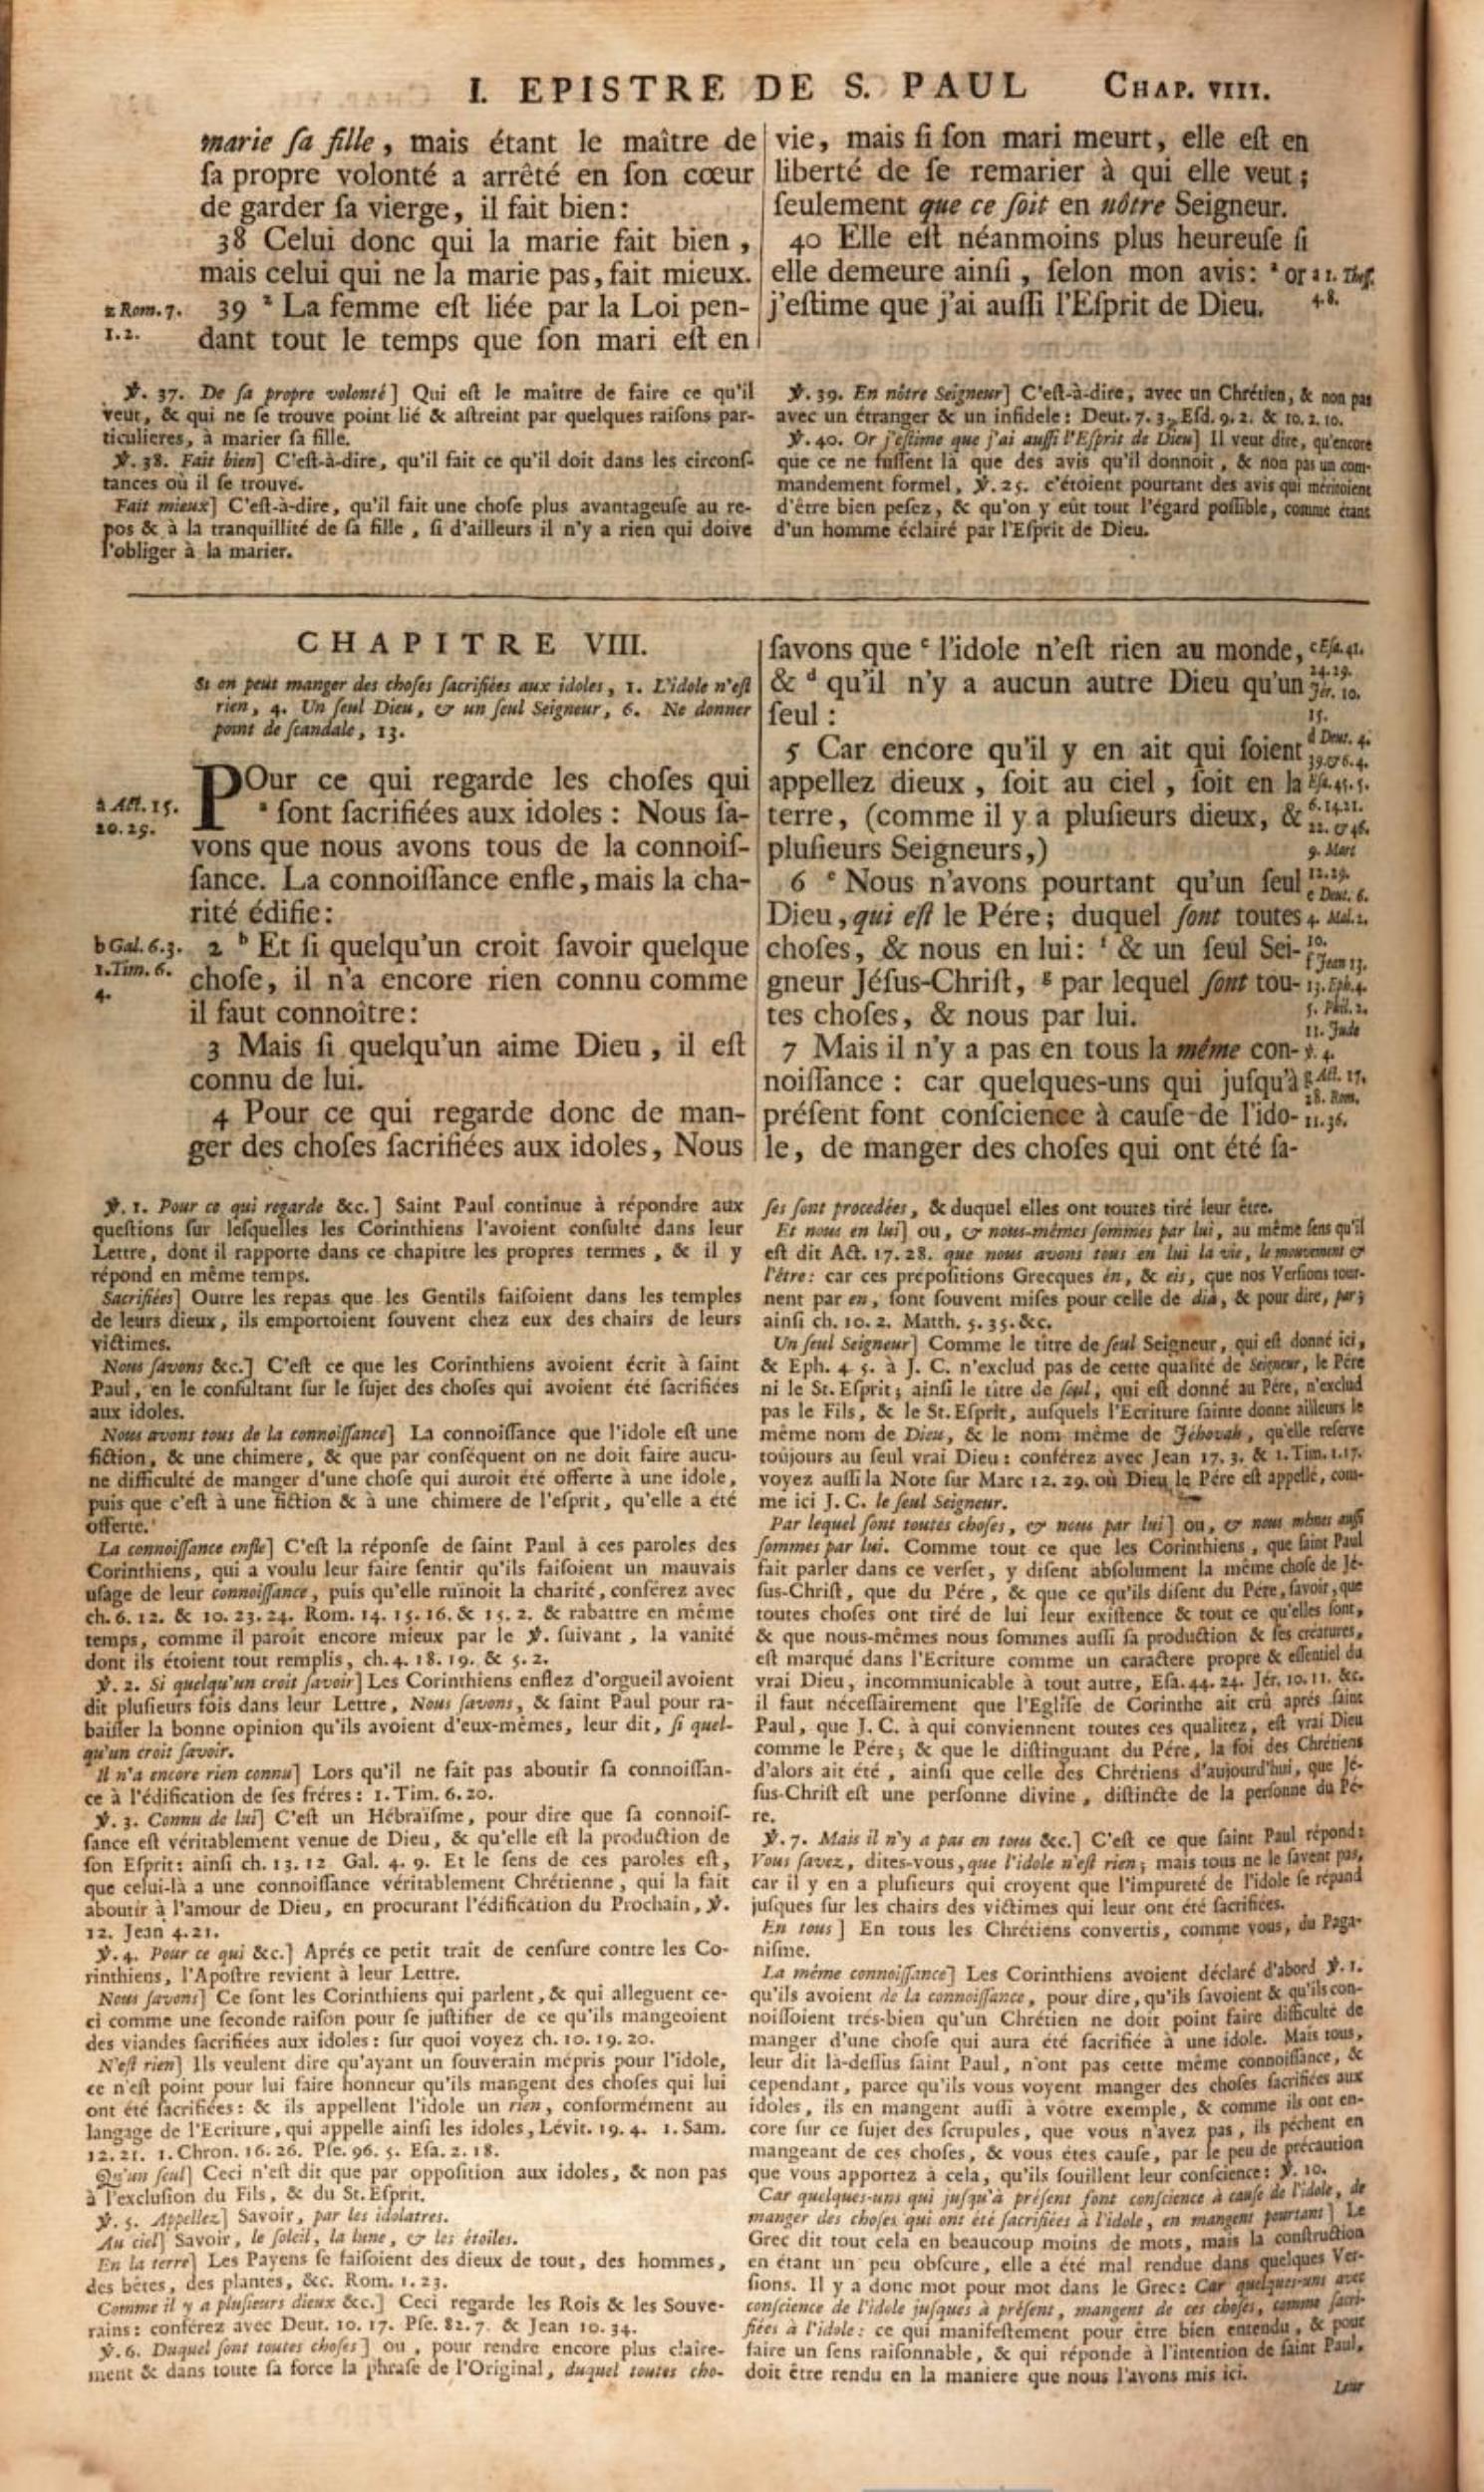 I. EPISTRE DE S. PAUL CHAP. VIII.
marie ſa fille, mais étant le maître de
ſa propre volonté a arrêté en ſon cœur
de garder ſa vierge, il fait bien:
38 Celui donc qui la marie fait bien,
mais celui qui ne la marie pas, fait mieux.
39 ᶻ La femme eſt liée par la Loi pen-
dant tout le temps que ſon mari eſt en
z Rom. 7.
1. 2.
vie, mais ſi ſon mari meurt, elle eſt en
liberté de ſe remarier à qui elle veut;
ſeulement que ce ſoit en nôtre Seigneur.
40 Elle eſt néanmoins plus heureuſe ſi
elle demeure ainſi, ſelon mon avis: ᵃ or
j'eſtime que j'ai auſſi l'Eſprit de Dieu.
a 1. Theſſ.
4. 8.
℣. 37. De ſa propre volonté] Qui eſt le maître de faire ce qu'il
veut, & qui ne ſe trouve point lié & aſtreint par quelques raiſons par-
ticulieres, à marier ſa fille.
℣. 38. Fait bien] C'eſt-à-dire, qu'il fait ce qu'il doit dans les circonſ-
tances où il ſe trouve.
Fait mieux] C'eſt-à-dire, qu'il fait une choſe plus avantageuſe au re-
pos & à la tranquillité de ſa fille, ſi d'ailleurs il n'y a rien qui doive
l'obliger à la marier.
℣. 39. En nôtre Seigneur] C'eſt-à-dire, avec un Chrétien, & non pas
avec un étranger & un infidele: Deut. 7. 3. Eſd. 9. 2. & 10. 2. 10.
℣. 40. Or j'eſtime que j'ai auſſi l'Eſprit de Dieu] Il veut dire, qu'encore
que ce ne fuſſent là que des avis qu'il donnoit, & non pas un com-
mandement formel, ℣. 25. c'étoient pourtant des avis qui méritoient
d'être bien peſez, & qu'on y eût tout l'égard poſſible, comme étant
d'un homme éclairé par l'Eſprit de Dieu.
CHAPITRE VIII.
Si on peut manger des choſes ſacrifiées aux idoles, 1. L'idole n'eſt
rien, 4. Un ſeul Dieu, & un ſeul Seigneur, 6. Ne donner
point de ſcandale, 13.
POur ce qui regarde les choſes qui
ᵃ ſont ſacrifiées aux idoles: Nous ſa-
vons que nous avons tous de la connoiſ-
ſance. La connoiſſance enfle, mais la cha-
rité édifie:
2 ᵇ Et ſi quelqu'un croit ſavoir quelque
choſe, il n'a encore rien connu comme
il faut connoître:
3 Mais ſi quelqu'un aime Dieu, il eſt
connu de lui.
4 Pour ce qui regarde donc de man-
ger des choſes ſacrifiées aux idoles, Nous
a Act. 15.
20. 29.
b Gal. 6. 3.
1. Tim. 6.
4.
ſavons que ᶜ l'idole n'eſt rien au monde,
& ᵈ qu'il n'y a aucun autre Dieu qu'un
ſeul:
5 Car encore qu'il y en ait qui ſoient
appellez dieux, ſoit au ciel, ſoit en la
terre, (comme il y a pluſieurs dieux, &
pluſieurs Seigneurs,)
6 ᵉ Nous n'avons pourtant qu'un ſeul
Dieu, qui eſt le Pére; duquel ſont toutes
choſes, & nous en lui: ᶠ & un ſeul Sei-
gneur Jéſus-Chriſt, ᵍ par lequel ſont tou-
tes choſes, & nous par lui.
7 Mais il n'y a pas en tous la même con-
noiſſance: car quelques-uns qui juſqu'à
préſent font conſcience à cauſe de l'ido-
le, de manger des choſes qui ont été ſa-
c Eſa. 41.
24. 29.
Jér. 10.
15.
d Deut. 4.
39. & 6. 4.
Eſa. 45. 5.
6. 14. 21.
22. & 46.
9. Marc
12. 29.
e Deut. 6.
4. Mal. 2.
10.
f Jean 13.
13. Eph. 4.
5. Phil. 2.
11. Jude
℣. 4.
g Act. 17.
28. Rom.
11. 36.
℣. 1. Pour ce qui regarde &c.] Saint Paul continue à répondre aux
queſtions ſur leſquelles les Corinthiens l'avoient conſulté dans leur
Lettre, dont il rapporte dans ce chapitre les propres termes, & il y
répond en même temps.
Sacrifiées] Outre les repas que les Gentils faiſoient dans les temples
de leurs dieux, ils emportoient ſouvent chez eux des chairs de leurs
victimes.
Nous ſavons &c.] C'eſt ce que les Corinthiens avoient écrit à ſaint
Paul, en le conſultant ſur le ſujet des choſes qui avoient été ſacrifiées
aux idoles.
Nous avons tous de la connoiſſance] La connoiſſance que l'idole eſt une
fiction, & une chimere, & que par conſéquent on ne doit faire aucu-
ne difficulté de manger d'une choſe qui auroit été offerte à une idole,
puis que c'eſt à une fiction & à une chimere de l'eſprit, qu'elle a été
offerte.
La connoiſſance enfle] C'eſt la réponſe de ſaint Paul à ces paroles des
Corinthiens, qui a voulu leur faire ſentir qu'ils faiſoient un mauvais
uſage de leur connoiſſance, puis qu'elle ruïnoit la charité, conférez avec
ch. 6. 12. & 10. 23. 24. Rom. 14. 15. 16. & 15. 2. & rabattre en même
temps, comme il paroît encore mieux par le ℣. ſuivant, la vanité
dont ils étoient tout remplis, ch. 4. 18. 19. & 5. 2.
℣. 2. Si quelqu'un croit ſavoir] Les Corinthiens enflez d'orgueil avoient
dit pluſieurs fois dans leur Lettre, Nous ſavons, & ſaint Paul pour ra-
baiſſer la bonne opinion qu'ils avoient d'eux-mêmes, leur dit, ſi quel-
qu'un croit ſavoir.
Il n'a encore rien connu] Lors qu'il ne fait pas aboutir ſa connoiſſan-
ce à l'édification de ſes fréres: 1. Tim. 6. 20.
℣. 3. Connu de lui] C'eſt un Hébraïſme, pour dire que ſa connoiſ-
ſance eſt véritablement venue de Dieu, & qu'elle eſt la production de
ſon Eſprit: ainſi ch. 13. 12 Gal. 4. 9. Et le ſens de ces paroles eſt,
que celui-là a une connoiſſance véritablement Chrétienne, qui la fait
aboutir à l'amour de Dieu, en procurant l'édification du Prochain, ℣.
12. Jean 4. 21.
℣. 4. Pour ce qui &c.] Aprés ce petit trait de cenſure contre les Co-
rinthiens, l'Apoſtre revient à leur Lettre.
Nous ſavons] Ce ſont les Corinthiens qui parlent, & qui alleguent ce-
ci comme une ſeconde raiſon pour ſe juſtifier de ce qu'ils mangeoient
des viandes ſacrifiées aux idoles: ſur quoi voyez ch. 10. 19. 20.
N'eſt rien] Ils veulent dire qu'ayant un ſouverain mépris pour l'idole,
ce n'eſt point pour lui faire honneur qu'ils mangent des choſes qui lui
ont été ſacrifiées: & ils appellent l'idole un rien, conformément au
langage de l'Ecriture, qui appelle ainſi les idoles, Lévit. 19. 4. 1. Sam.
12. 21. 1. Chron. 16. 26. Pſe. 96. 5. Eſa. 2. 18.
Qu'un ſeul] Ceci n'eſt dit que par oppoſition aux idoles, & non pas
à l'excluſion du Fils, & du St. Eſprit.
℣. 5. Appellez] Savoir, par les idolatres.
Au ciel] Savoir, le ſoleil, la lune, & les étoiles.
En la terre] Les Payens ſe faiſoient des dieux de tout, des hommes,
des bêtes, des plantes, &c. Rom. 1. 23.
Comme il y a pluſieurs dieux &c.] Ceci regarde les Rois & les Souve-
rains: conférez avec Deut. 10. 17. Pſe. 82. 7. & Jean 10. 34.
℣. 6. Duquel ſont toutes choſes] ou, pour rendre encore plus claire-
ment & dans toute ſa force la phraſe de l'Original, duquel toutes cho-
ſes ſont procedées, & duquel elles ont toutes tiré leur être.
Et nous en lui] ou, & nous-mêmes ſommes par lui, au même ſens qu'il
eſt dit Act. 17. 28. que nous avons tous en lui la vie, le mouvement &
l'être: car ces prépoſitions Grecques én, & eis, que nos Verſions tour-
nent par en, ſont ſouvent miſes pour celle de dià, & pour dire, par;
ainſi ch. 10. 2. Matth. 5. 35. &c.
Un ſeul Seigneur] Comme le titre de ſeul Seigneur, qui eſt donné ici,
& Eph. 4. 5. à J. C. n'exclud pas de cette qualité de Seigneur, le Pére
ni le St. Eſprit; ainſi le titre de ſeul, qui eſt donné au Pére, n'exclud
pas le Fils, & le St. Eſprit, auſquels l'Ecriture ſainte donne ailleurs le
même nom de Dieu, & le nom même de Jéhovah, qu'elle reſerve
toûjours au ſeul vrai Dieu: conférez avec Jean 17. 3. & 1. Tim. 1. 17.
voyez auſſi la Note ſur Marc 12. 29. où Dieu le Pére eſt appellé, com-
me ici J. C. le ſeul Seigneur.
Par lequel ſont toutes choſes, & nous par lui] ou, & nous mêmes auſſi
ſommes par lui. Comme tout ce que les Corinthiens, que ſaint Paul
fait parler dans ce verſet, y diſent abſolument la même choſe de Jé-
ſus-Chriſt, que du Pére, & que ce qu'ils diſent du Pére, ſavoir, que
toutes choſes ont tiré de lui leur exiſtence & tout ce qu'elles ſont,
& que nous-mêmes nous ſommes auſſi ſa production & ſes créatures,
eſt marqué dans l'Ecriture comme un caractere propre & eſſentiel du
vrai Dieu, incommunicable à tout autre, Eſa. 44. 24. Jér. 10. 11. &c.
il faut néceſſairement que l'Egliſe de Corinthe ait crû aprés ſaint
Paul, que J. C. à qui conviennent toutes ces qualitez, eſt vrai Dieu
comme le Pére; & que le diſtinguant du Pére, la foi des Chrétiens
d'alors ait été, ainſi que celle des Chrétiens d'aujourd'hui, que Jé-
ſus-Chriſt eſt une perſonne divine, diſtincte de la perſonne du Pé-
re.
℣. 7. Mais il n'y a pas en tous &c.] C'eſt ce que ſaint Paul répond:
Vous ſavez, dites-vous, que l'idole n'eſt rien; mais tous ne le ſavent pas,
car il y en a pluſieurs qui croyent que l'impureté de l'idole ſe répand
juſques ſur les chairs des victimes qui leur ont été ſacrifiées.
En tous] En tous les Chrétiens convertis, comme vous, du Paga-
niſme.
La même connoiſſance] Les Corinthiens avoient déclaré d'abord ℣. 1.
qu'ils avoient de la connoiſſance, pour dire, qu'ils ſavoient & qu'ils con-
noiſſoient trés-bien qu'un Chrétien ne doit point faire difficulté de
manger d'une choſe qui aura été ſacrifiée à une idole. Mais tous,
leur dit là-deſſus ſaint Paul, n'ont pas cette même connoiſſance, &
cependant, parce qu'ils vous voyent manger des choſes ſacrifiées aux
idoles, ils en mangent auſſi à vôtre exemple, & comme ils ont en-
core ſur ce ſujet des ſcrupules, que vous n'avez pas, ils péchent en
mangeant de ces choſes, & vous étes cauſe, par le peu de précaution
que vous apportez à cela, qu'ils ſouillent leur conſcience: ℣. 10.
Car quelques-uns qui juſqu'à préſent font conſcience à cauſe de l'idole, de
manger des choſes qui ont été ſacrifiées à l'idole, en mangent pourtant] Le
Grec dit tout cela en beaucoup moins de mots, mais la conſtruction
en étant un peu obſcure, elle a été mal rendue dans quelques Ver-
ſions. Il y a donc mot pour mot dans le Grec: Car quelques-uns avec
conſcience de l'idole juſques à préſent, mangent de ces choſes, comme ſacri-
fiées à l'idole: ce qui manifeſtement pour être bien entendu, & pour
faire un ſens raiſonnable, & qui réponde à l'intention de ſaint Paul,
doit être rendu en la maniere que nous l'avons mis ici.
Leur